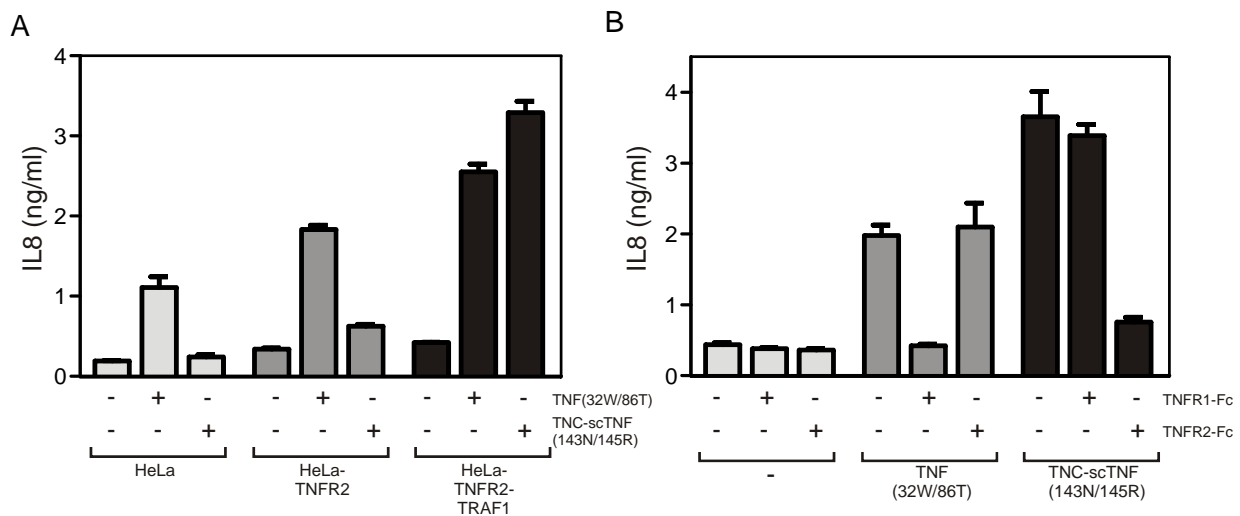 A
IL8 (ng/ml)
4
3
2
1
0
- + - - + - - + - TNF(32W/86T)
- - + - - + - - + TNC-scTNF
(143N/145R)
HeLa
HeLa-
TNFR2
HeLa-
TNFR2-
TRAF1
B
IL8 (ng/ml)
4
3
2
1
0
- + - - + - - + - TNFR1-Fc
- - + - - + - - + TNFR2-Fc
-
TNF
(32W/86T)
TNC-scTNF
(143N/145R)